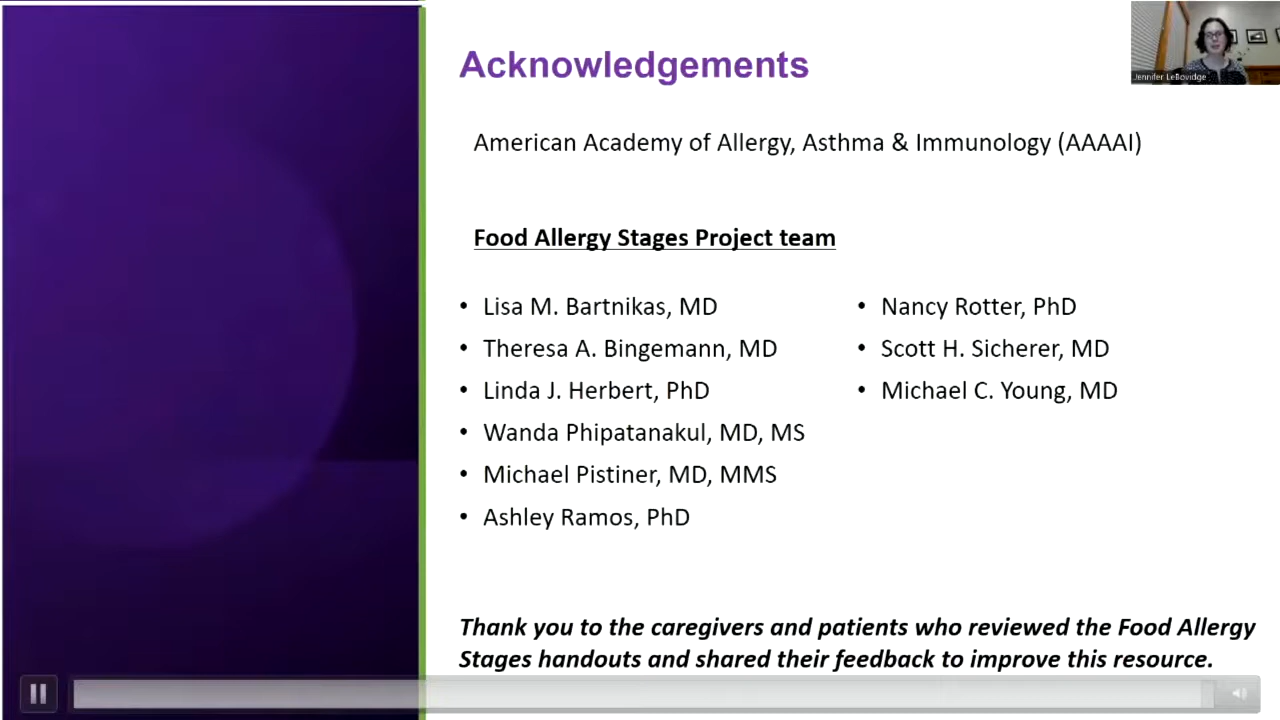 Acknowledgements
Jennifer LeBovidge
American Academy of Allergy, Asthma & Immunology (AAAAI)
Food Allergy Stages Project team
• Lisa M. Bartnikas, MD
• Theresa A. Bingemann, MD
• Linda J. Herbert, PhD
• Wanda Phipatanakul, MD, MS
• Michael Pistiner, MD, MMS
• Ashley Ramos, PhD
• Nancy Rotter, PhD
• Scott H. Sicherer, MD
• Michael C. Young, MD
Thank you to the caregivers and patients who reviewed the Food Allergy
Stages handouts and shared their feedback to improve this resource.